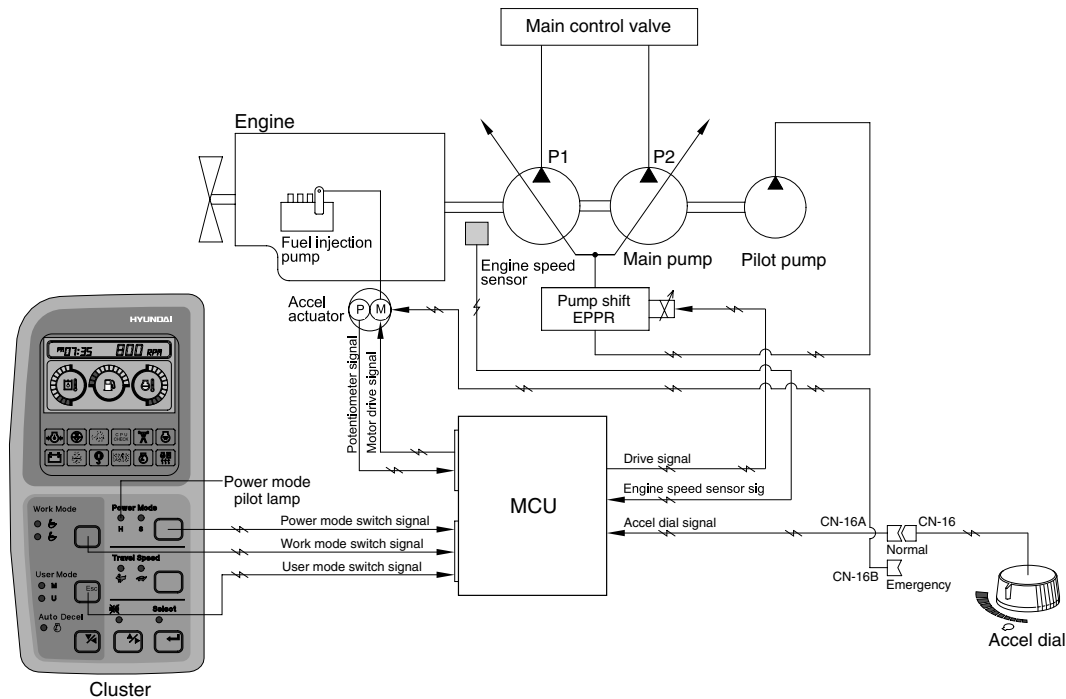 Main control valve
Engine
P1
P2
Fuel injection
pump
Engine speed
sensor
Main pump
Pilot pump
Accel
actuator
P
M
Pump shift
EPPR
Potentiometer signal
Motor drive signal
HYUNDAI
PM 07:35
800 RPM
CPU
CHECK
Power mode
pilot lamp
MCU
Drive signal
Engine speed sensor sig
Accel dial signal
Power mode switch signal
Work mode switch signal
User mode switch signal
CN-16A
CN-16
Normal
CN-16B
Emergency
Accel dial
Work Mode
Power Mode
H
S
Travel Speed
User Mode
M
U
Esc
Auto Decel
Select
Cluster